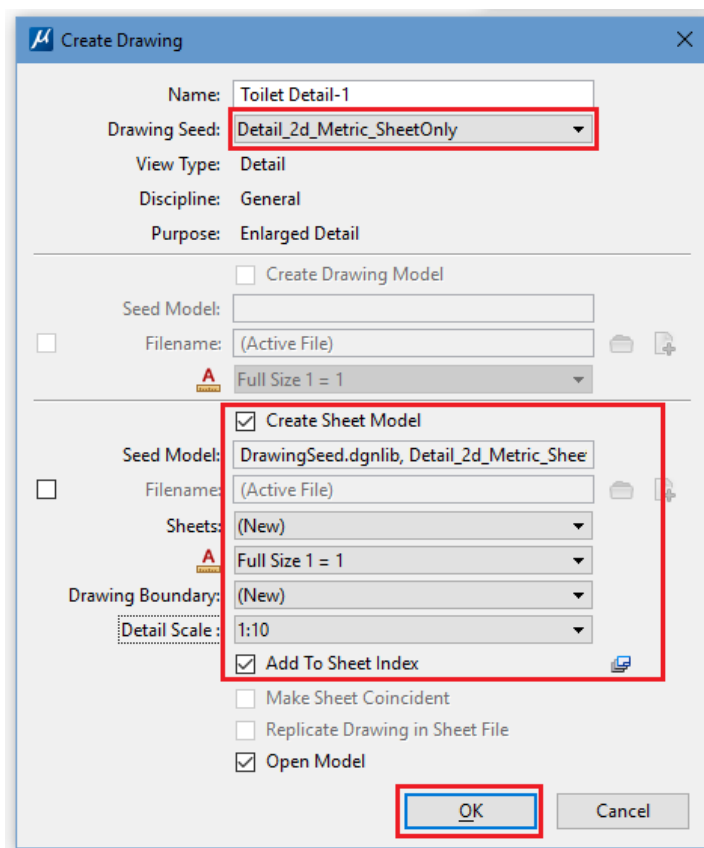 Create Drawing
Name: Toilet Detail-1
Drawing Seed: Detail_2d_Metric_SheetOnly
View Type: Detail
Discipline: General
Purpose: Enlarged Detail
Create Drawing Model
Seed Model:
Filename: (Active File)
A Full Size 1 = 1
Create Sheet Model
Seed Model: DrawingSeed.dgnlib, Detail_2d_Metric_Shee
Filename: (Active File)
Sheets: (New)
A Full Size 1 = 1
Drawing Boundary: (New)
Detail Scale : 1:10
Add To Sheet Index
Make Sheet Coincident
Replicate Drawing in Sheet File
Open Model
OK Cancel